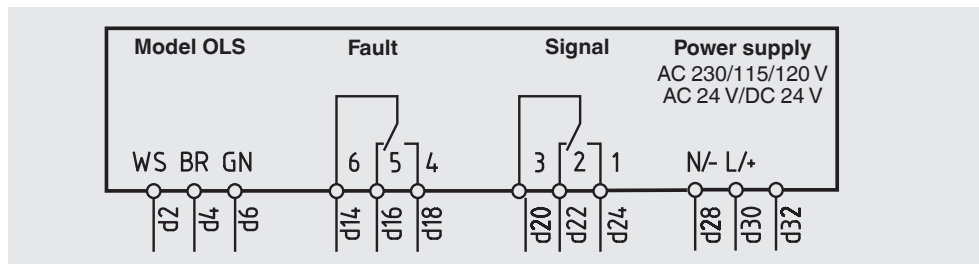 Model OLS
Fault
Signal
Power supply
AC 230/115/120 V
AC 24 V/DC 24 V
WS BR GN
6 5 4
3 2 1
N/- L/+
d2 d4 d6
d14 d16 d18
d20 d22 d24
d28 d30 d32